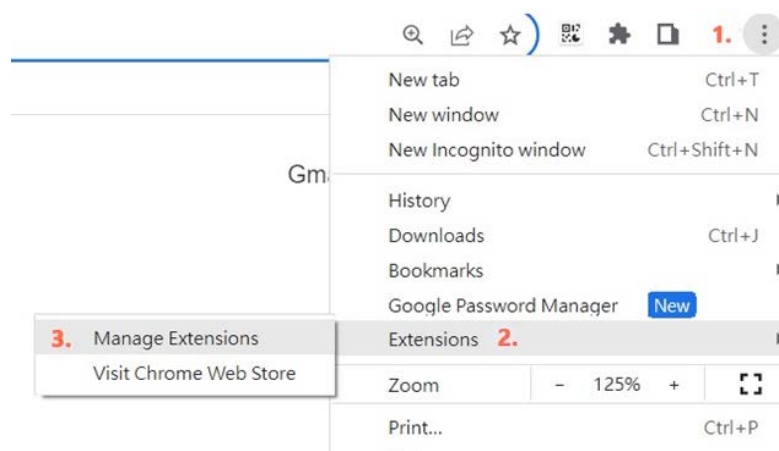 1.
New tab Ctrl+T
New window Ctrl+N
New Incognito window Ctrl+Shift+N
Gm
History
Downloads Ctrl+J
Bookmarks
Google Password Manager New
Extensions 2.
3. Manage Extensions
Visit Chrome Web Store
Zoom - 125% +
Print... Ctrl+P